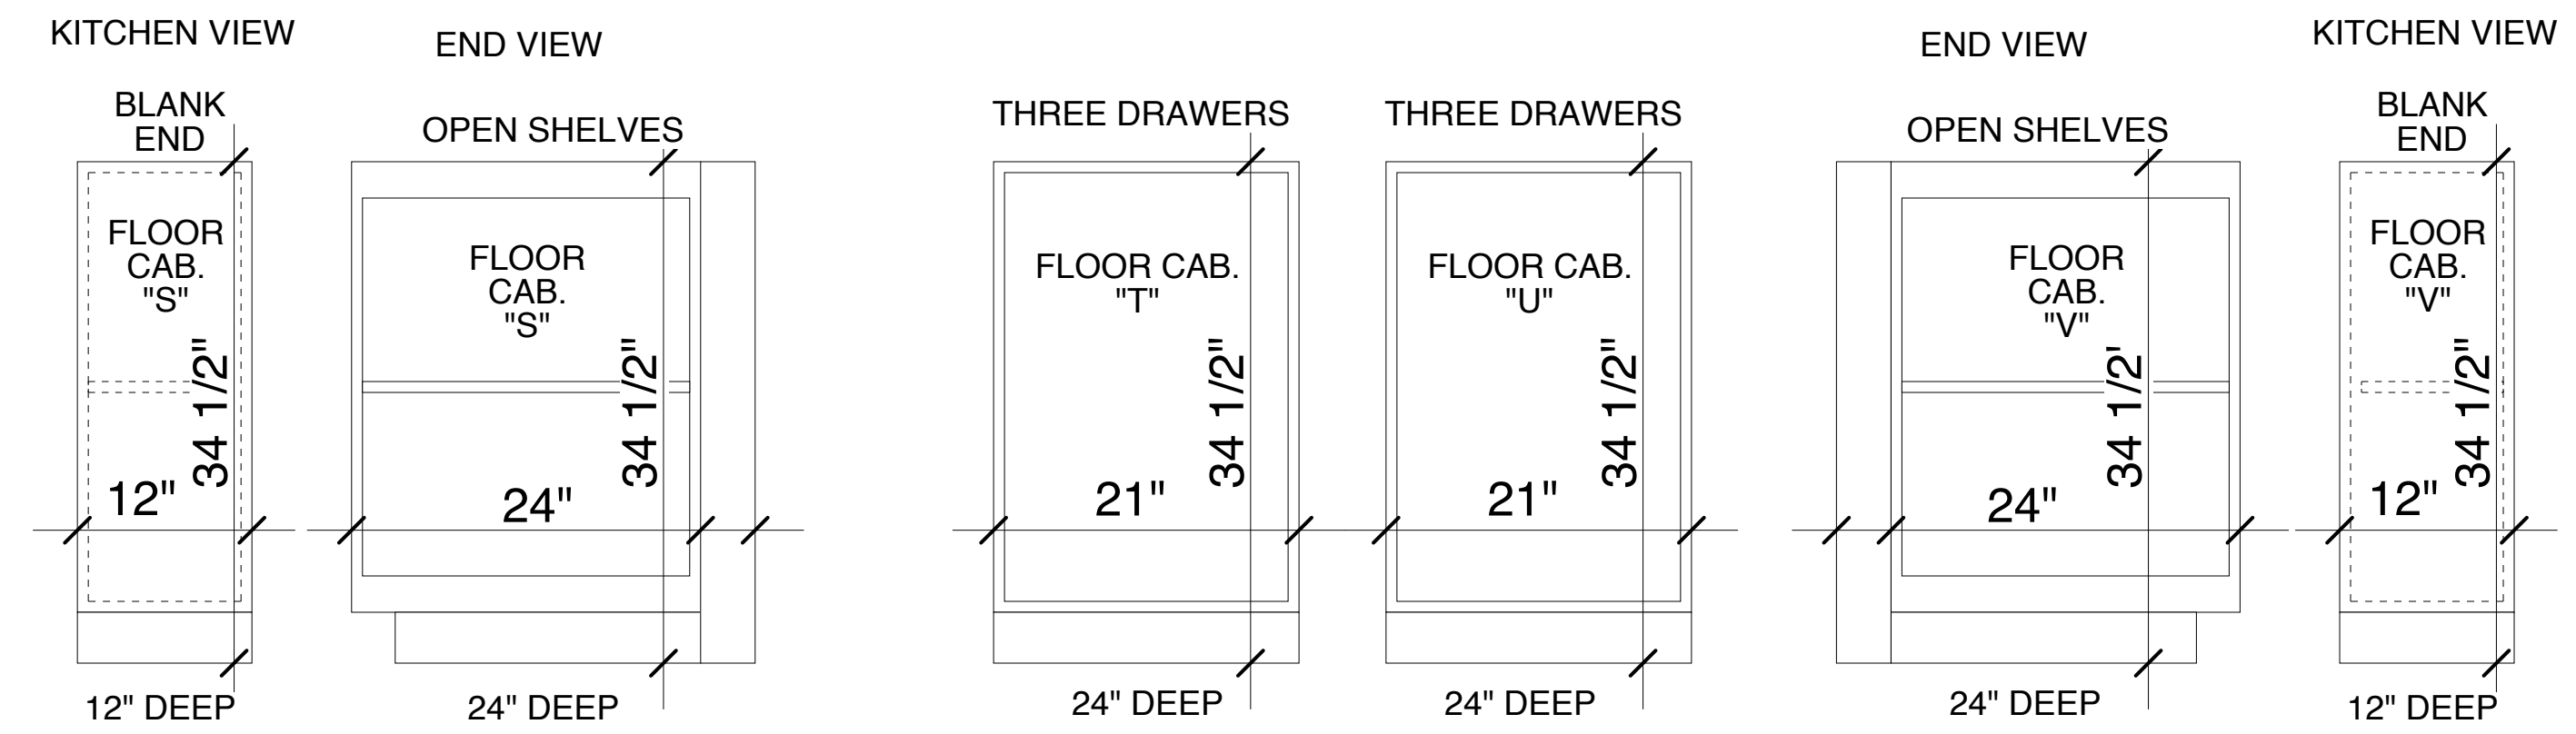 KITCHEN VIEW
BLANK
END
FLOOR
CAB.
"S"
34 1/2"
12"
12" DEEP
END VIEW
OPEN SHELVES
FLOOR
CAB.
"S"
34 1/2"
24"
24" DEEP
THREE DRAWERS
FLOOR CAB.
"T"
34 1/2"
21"
24" DEEP
THREE DRAWERS
FLOOR CAB.
"U"
34 1/2"
21"
24" DEEP
END VIEW
OPEN SHELVES
FLOOR
CAB.
"V"
34 1/2'
24"
24" DEEP
KITCHEN VIEW
BLANK
END
FLOOR
CAB.
"V"
34 1/2"
12"
12" DEEP